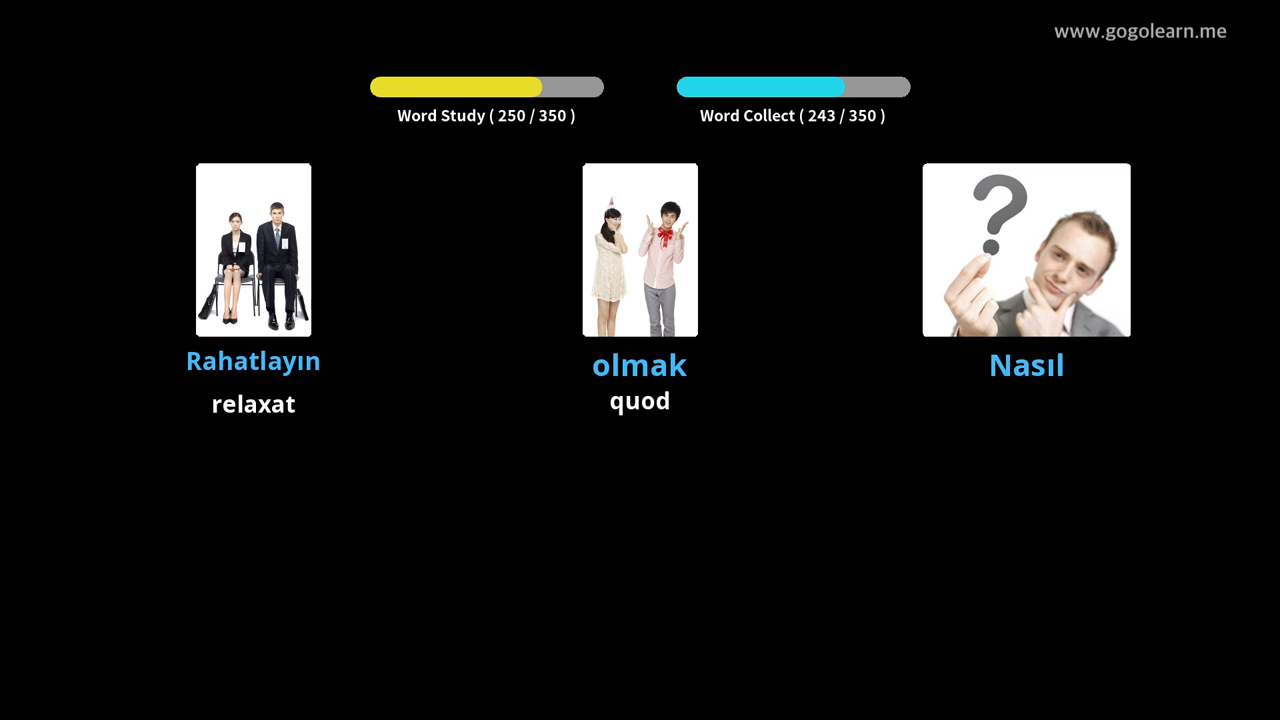 www.gogolearn.me
Word Study ( 250 / 350 )
Word Collect ( 243 / 350 )
Rahatlayın
relaxat
olmak
quod
Nasıl